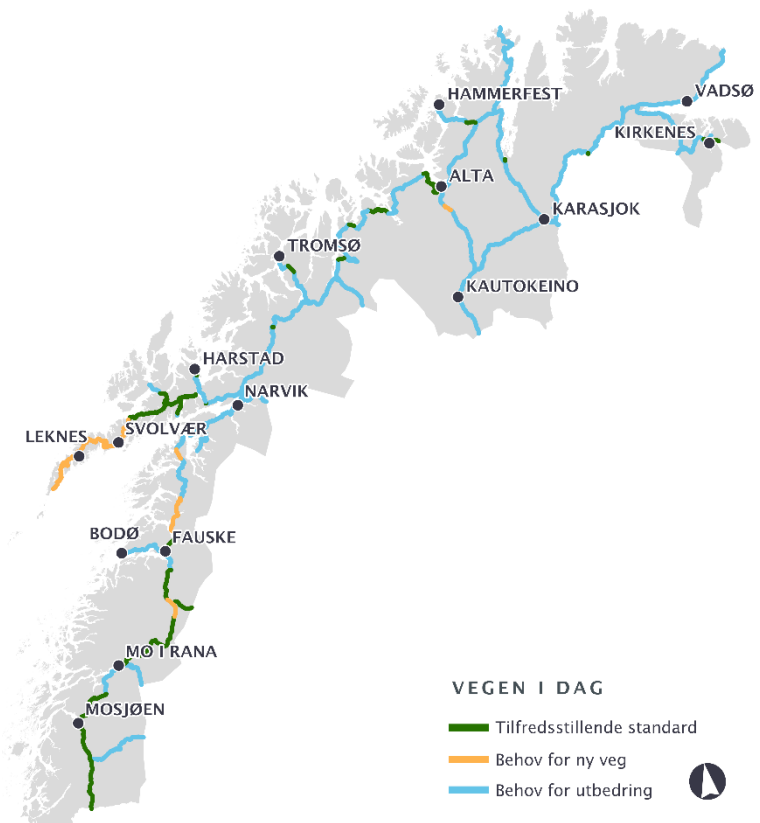 HAMMERFEST
VADSØ
KIRKENES
ALTA
KARASJOK
TROMSØ
KAUTOKEINO
HARSTAD
NARVIK
SVOLVÆR
LEKNES
BODØ
FAUSKE
MO I RANA
MOSJØEN
VEGEN I DAG
Tilfredsstillende standard
Behov for ny veg
Behov for utbedring